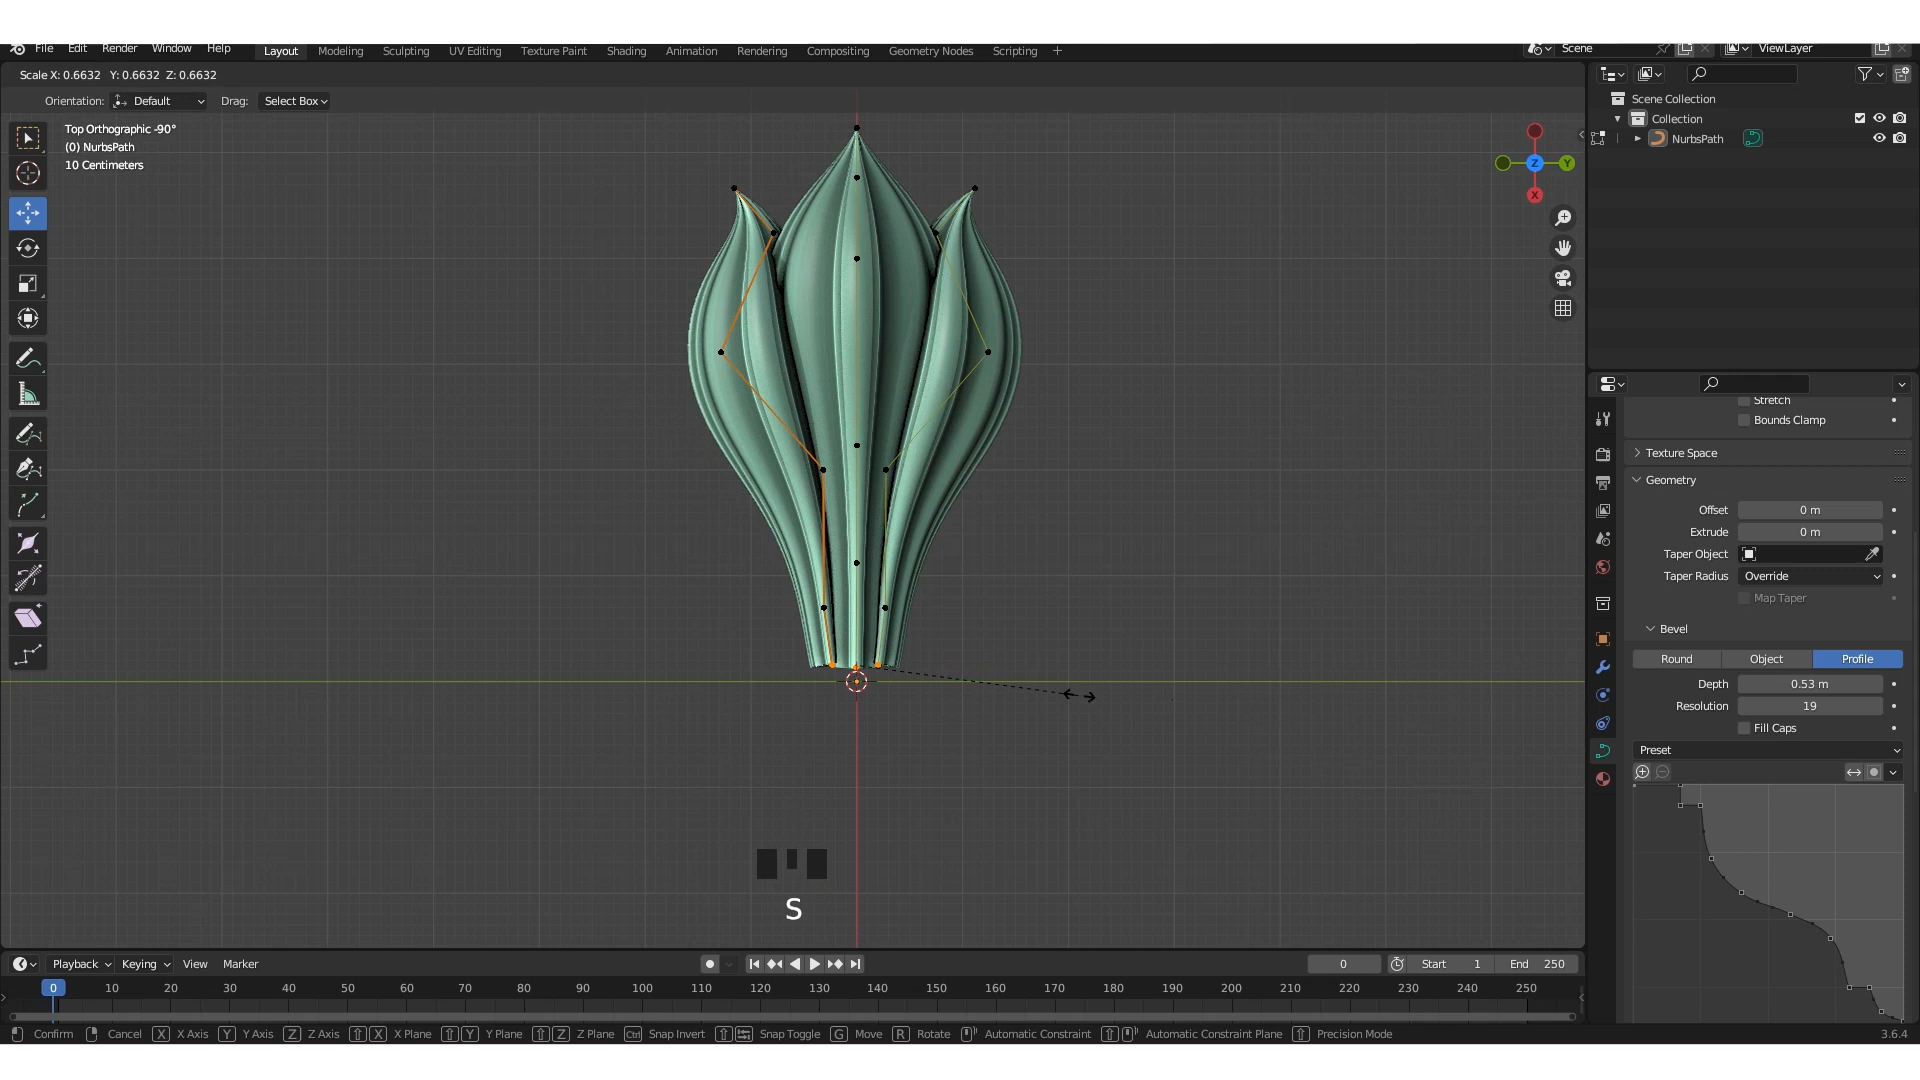 File Edit Render Window Help Layout Modeling Sculpting UV Editing Texture Paint Shading Animation Rendering Compositing Geometry Nodes Scripting + Scene ViewLayer
Scale X: 0.6632 Y: 0.6632 Z: 0.6632
Orientation: Default Drag: Select Box
Top Orthographic -90°
(0) NurbsPath
10 Centimeters
Z
Y
X
Scene Collection
Collection
NurbsPath
Stretch
Bounds Clamp
Texture Space
Geometry
Offset 0 m
Extrude 0 m
Taper Object
Taper Radius Override
Map Taper
Bevel
Round Object Profile
Depth 0.53 m
Resolution 19
Fill Caps
Preset
S
Playback Keying View Marker 0 Start 1 End 250
0 10 20 30 40 50 60 70 80 90 100 110 120 130 140 150 160 170 180 190 200 210 220 230 240 250
Confirm Cancel X X Axis Y Y Axis Z Z Axis X X Plane Y Y Plane Z Z Plane Ctrl Snap Invert Snap Toggle G Move R Rotate Automatic Constraint Automatic Constraint Plane Precision Mode 3.6.4